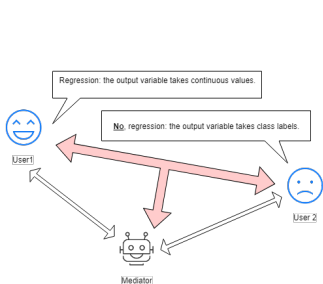 Regression: the output variable takes continuous values.
No, regression: the output variable takes class labels.
User1
User 2
Mediator